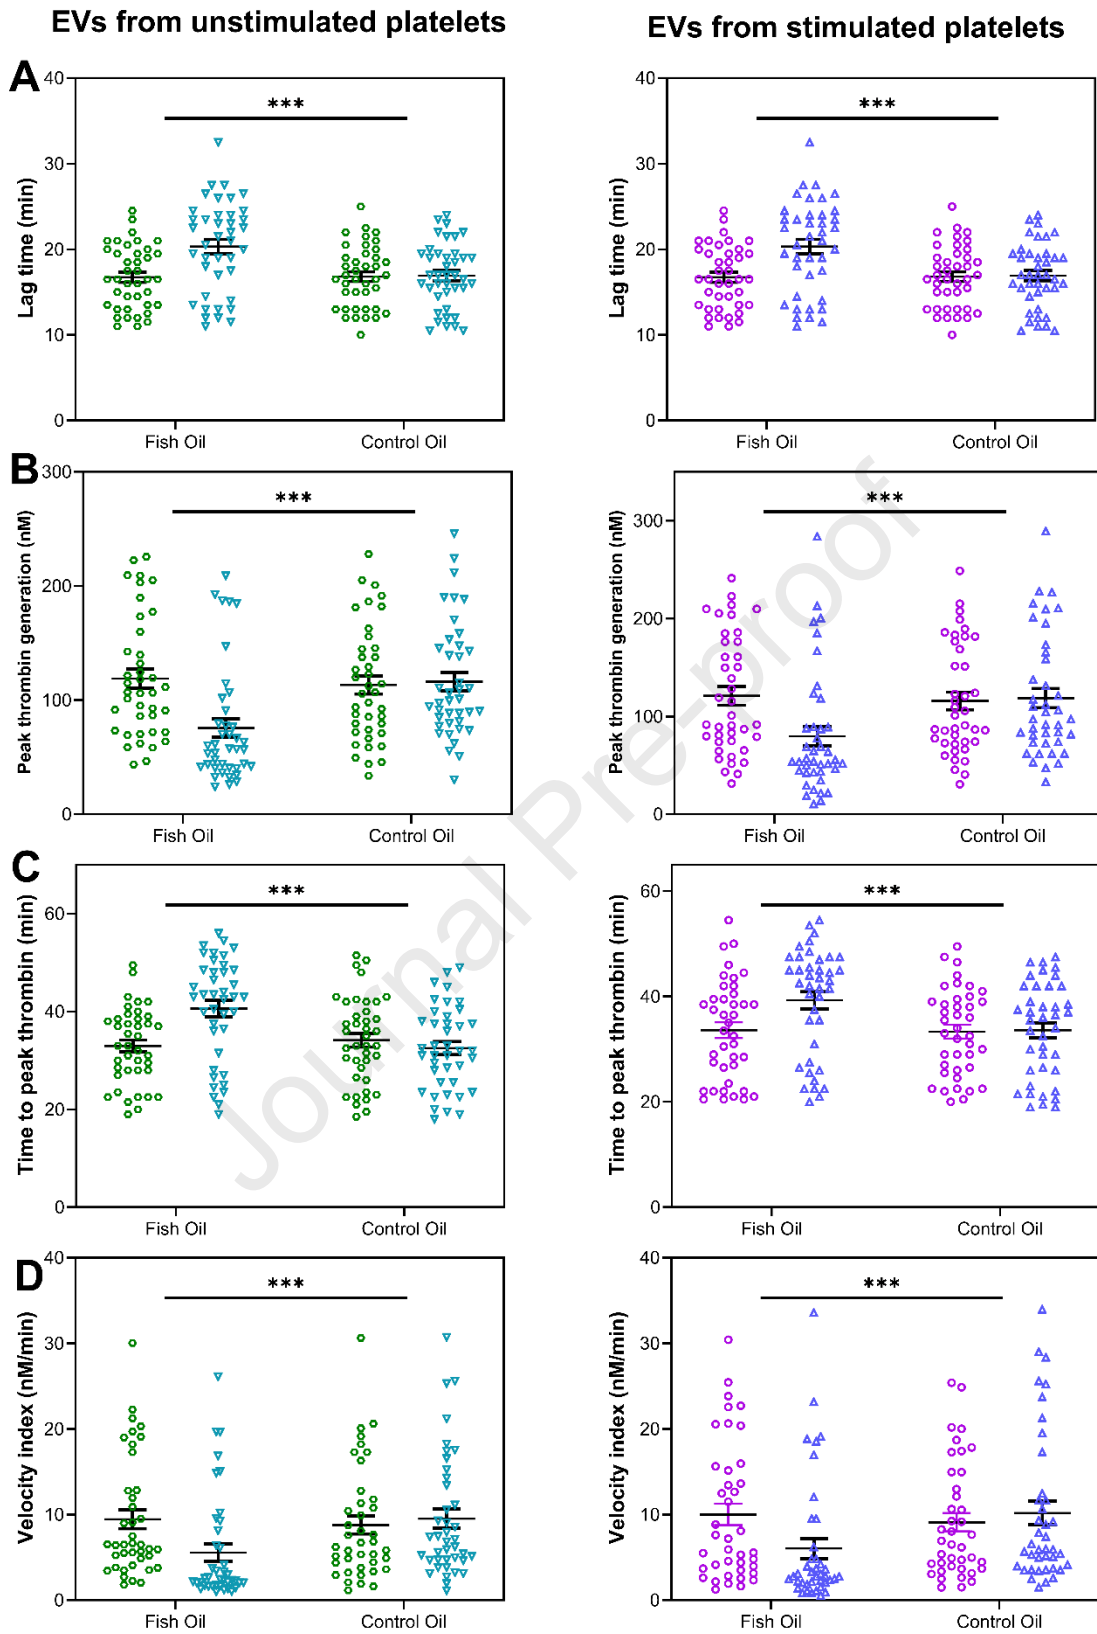 EVs from unstimulated platelets
EVs from stimulated platelets
A
Lag time (min)
40
30
20
10
0
***
Fish Oil
Control Oil
Lag time (min)
40
30
20
10
0
***
Fish Oil
Control Oil
B
Peak thrombin generation (nM)
300
200
100
0
***
Fish Oil
Control Oil
Peak thrombin generation (nM)
300
200
100
0
***
Fish Oil
Control Oil
C
Time to peak thrombin (min)
60
40
20
0
***
Fish Oil
Control Oil
Time to peak thrombin (min)
60
40
20
0
***
Fish Oil
Control Oil
D
Velocity index (nM/min)
40
30
20
10
0
***
Fish Oil
Control Oil
Velocity index (nM/min)
40
30
20
10
0
***
Fish Oil
Control Oil
Journal Pre-proof